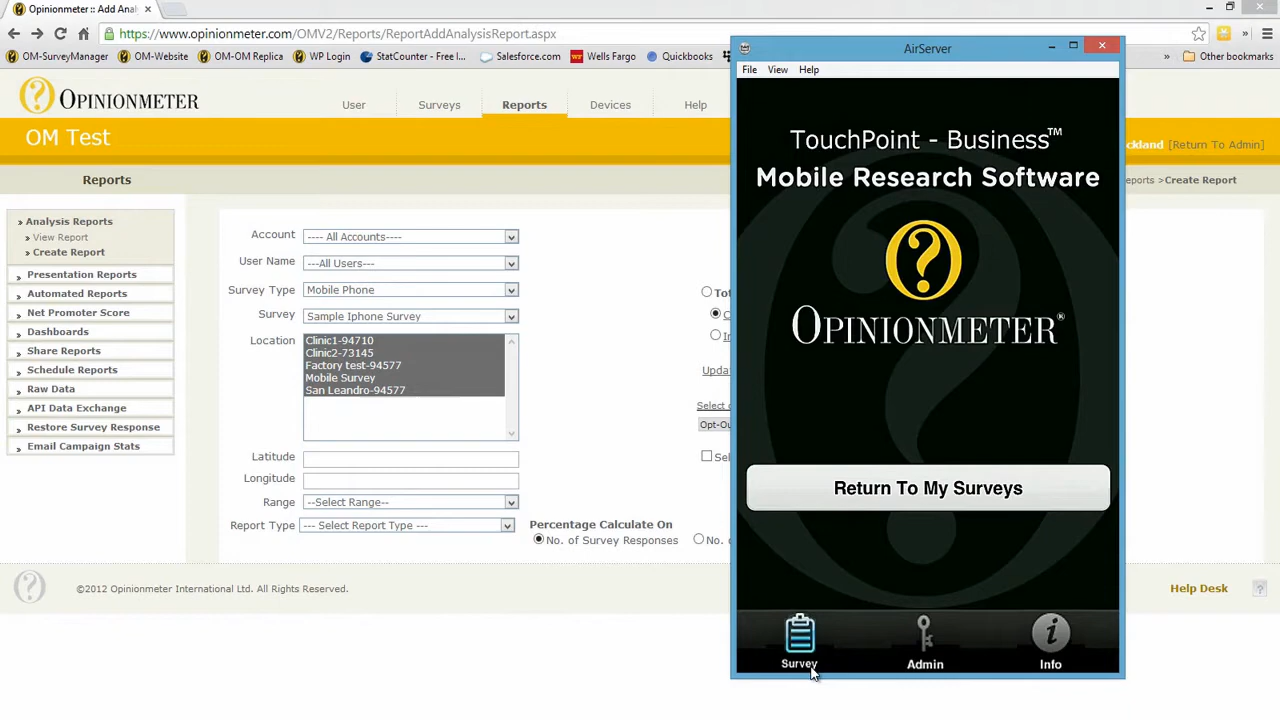 Opinionmeter :: Add Anal
https://www.opinionmeter.com/OMV2/Reports/ReportAddAnalysisReport.aspx
OM-SurveyManager
OM-Website
OM-OM Replica
WP Login
StatCounter - Free I...
Salesforce.com
Wells Fargo
Quickbooks
Other bookmarks
OPINIONMETER
User
Surveys
Reports
Devices
Help
OM Test
ckland [Return To Admin]
Reports
eports >Create Report
Analysis Reports
View Report
Create Report
Presentation Reports
Automated Reports
Net Promoter Score
Dashboards
Share Reports
Schedule Reports
Raw Data
API Data Exchange
Restore Survey Response
Email Campaign Stats
Account
---- All Accounts----
User Name
---All Users---
Survey Type
Mobile Phone
Survey
Sample Iphone Survey
Location
Clinic1-94710
Clinic2-73145
Factory test-94577
Mobile Survey
San Leandro-94577
Latitude
Longitude
Range
--Select Range--
Report Type
--- Select Report Type ---
Percentage Calculate On
No. of Survey Responses
No. o
Tot
C
In
Updat
Select o
Opt-Ou
Sel
©2012 Opinionmeter International Ltd. All Rights Reserved.
Help Desk
?
AirServer
File
View
Help
TouchPoint - Business™
Mobile Research Software
OPINIONMETER®
Return To My Surveys
Survey
Admin
Info